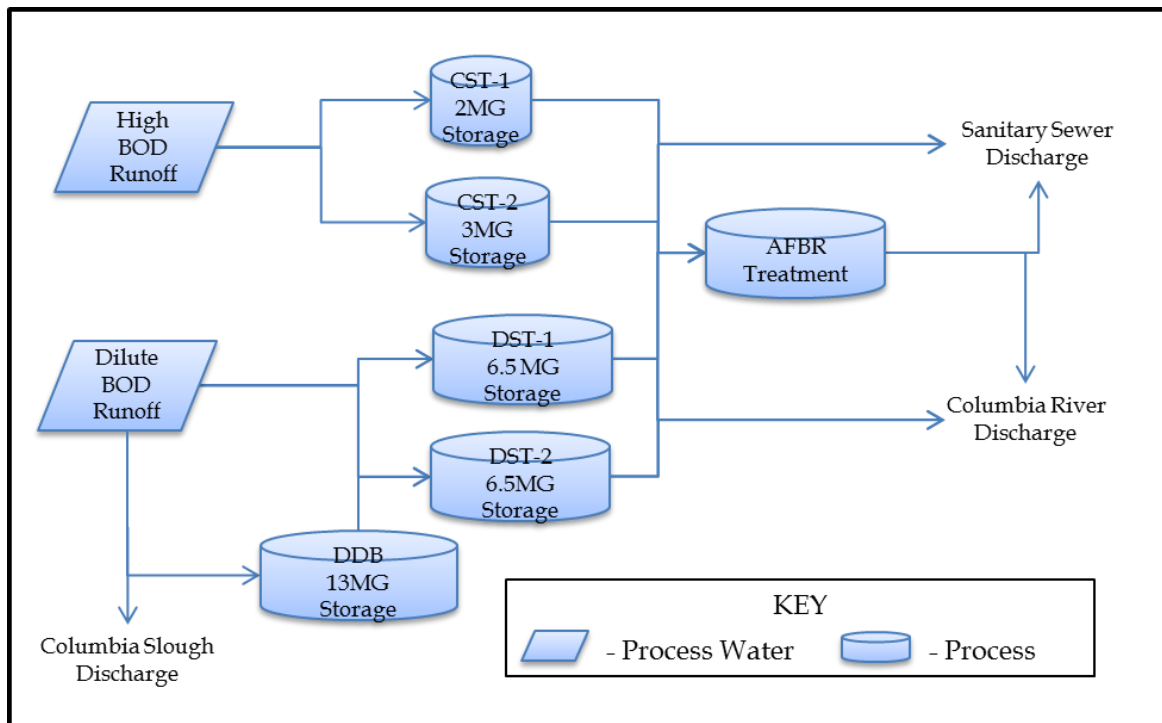 High
BOD
Runoff
CST-1
2MG
Storage
CST-2
3MG
Storage
Sanitary Sewer
Discharge
AFBR
Treatment
Dilute
BOD
Runoff
DST-1
6.5 MG
Storage
DST-2
6.5MG
Storage
Columbia River
Discharge
DDB
13MG
Storage
Columbia Slough
Discharge
KEY
- Process Water
- Process